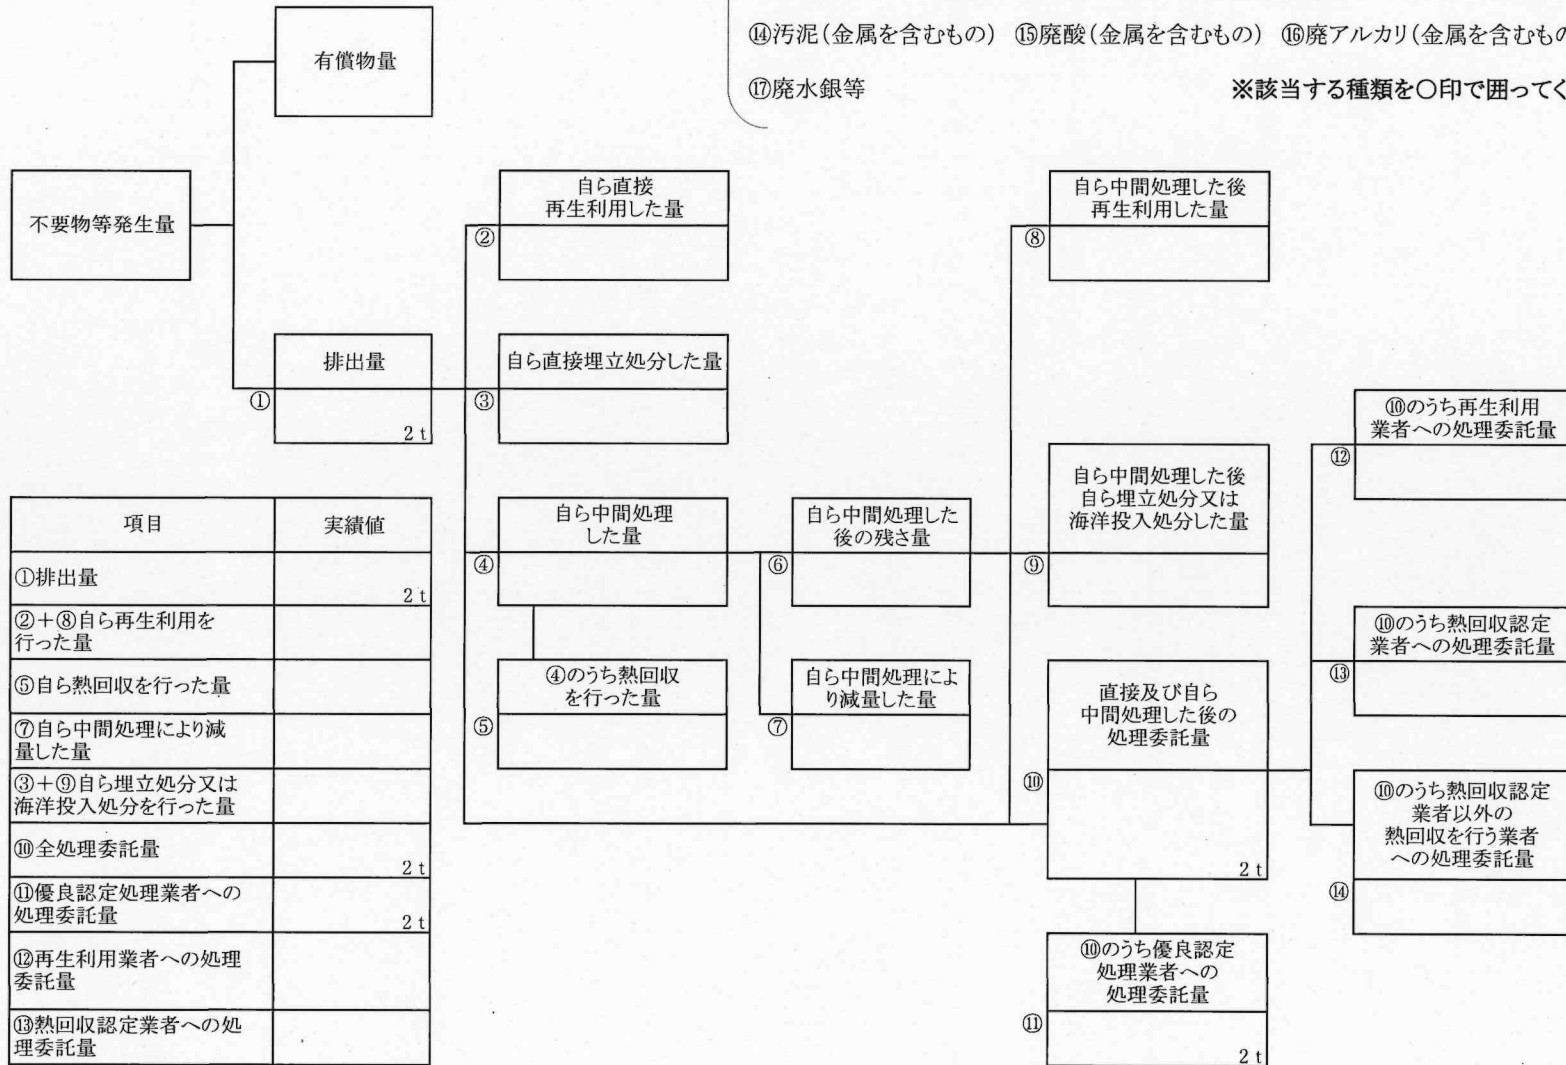 ⑭汚泥(金属を含むもの) ⑮廃酸(金属を含むもの) ⑯廃アルカリ(金属を含むもの
⑰廃水銀等
※該当する種類を〇印で囲ってく
有償物量
不要物等発生量
排出量
①
2 t
自ら直接
再生利用した量
②
自ら直接埋立処分した量
③
自ら中間処理
した量
④
④のうち熱回収
を行った量
⑤
自ら中間処理した
後の残さ量
⑥
自ら中間処理によ
り減量した量
⑦
自ら中間処理した後
再生利用した量
⑧
自ら中間処理した後
自ら埋立処分又は
海洋投入処分した量
⑨
直接及び自ら
中間処理した後の
処理委託量
⑩
2 t
⑩のうち優良認定
処理業者への
処理委託量
⑪
2 t
⑩のうち再生利用
業者への処理委託量
⑫
⑩のうち熱回収認定
業者への処理委託量
⑬
⑩のうち熱回収認定
業者以外の
熱回収を行う業者
への処理委託量
⑭
項目 実績値
①排出量 2 t
②+⑧自ら再生利用を
行った量
⑤自ら熱回収を行った量
⑦自ら中間処理により減
量した量
③+⑨自ら埋立処分又は
海洋投入処分を行った量
⑩全処理委託量 2 t
⑪優良認定処理業者への
処理委託量 2 t
⑫再生利用業者への処理
委託量
⑬熱回収認定業者への処
理委託量